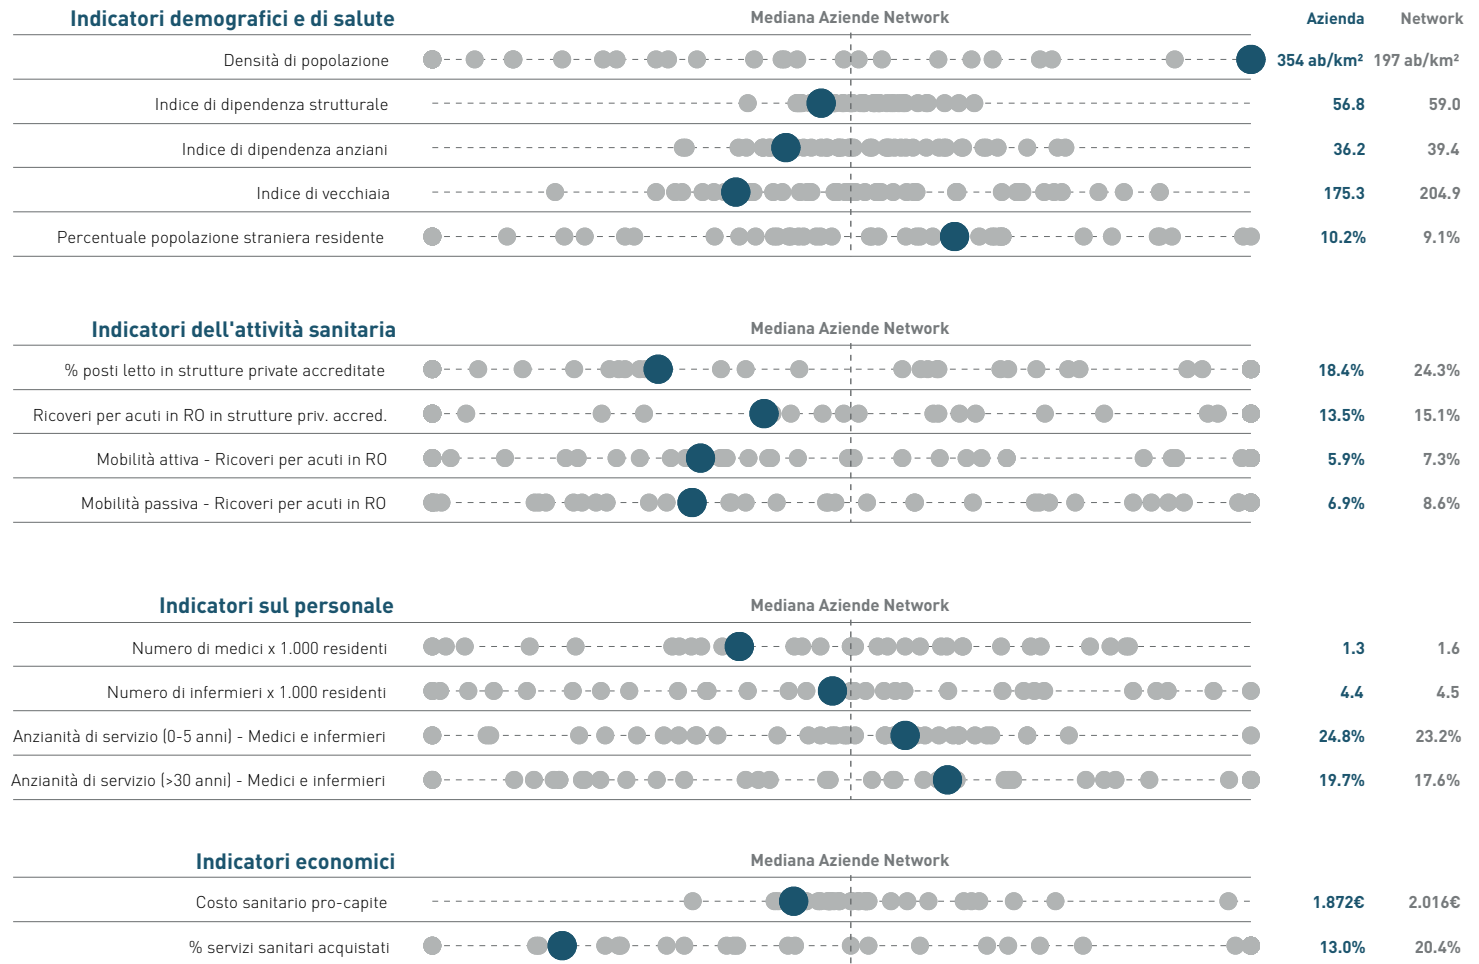 Indicatori demografici e di salute Mediana Aziende Network Azienda Network
Densità di popolazione 354 ab/km² 197 ab/km²
Indice di dipendenza strutturale 56.8 59.0
Indice di dipendenza anziani 36.2 39.4
Indice di vecchiaia 175.3 204.9
Percentuale popolazione straniera residente 10.2% 9.1%
Indicatori dell'attività sanitaria Mediana Aziende Network
% posti letto in strutture private accreditate 18.4% 24.3%
Ricoveri per acuti in RO in strutture priv. accred. 13.5% 15.1%
Mobilità attiva - Ricoveri per acuti in RO 5.9% 7.3%
Mobilità passiva - Ricoveri per acuti in RO 6.9% 8.6%
Indicatori sul personale Mediana Aziende Network
Numero di medici x 1.000 residenti 1.3 1.6
Numero di infermieri x 1.000 residenti 4.4 4.5
Anzianità di servizio (0-5 anni) - Medici e infermieri 24.8% 23.2%
Anzianità di servizio (>30 anni) - Medici e infermieri 19.7% 17.6%
Indicatori economici Mediana Aziende Network
Costo sanitario pro-capite 1.872€ 2.016€
% servizi sanitari acquistati 13.0% 20.4%